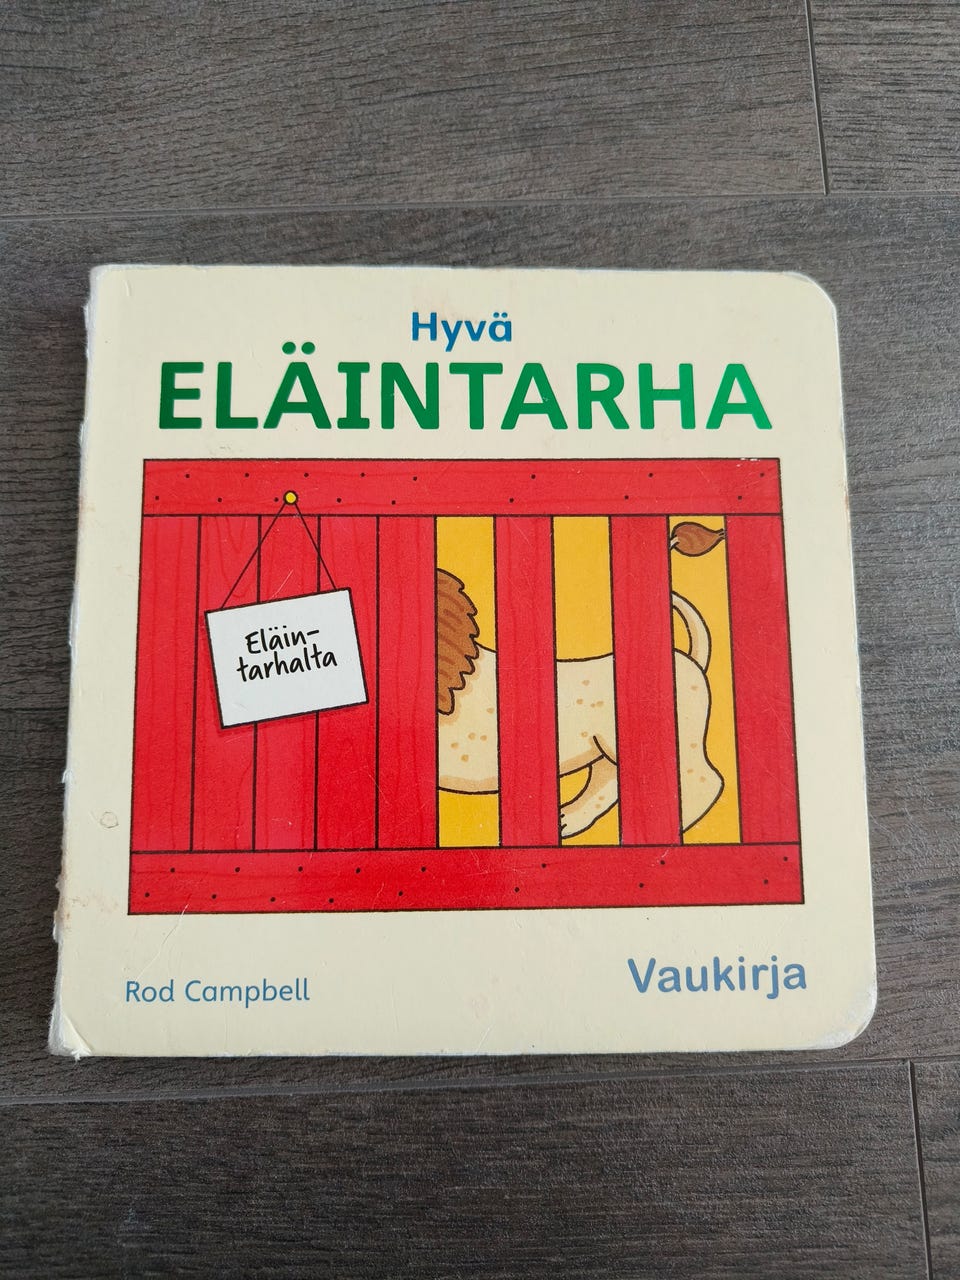 Hyvä
ELÄINTARHA
Eläin-
tarhalta
Rod Campbell
Vaukirja